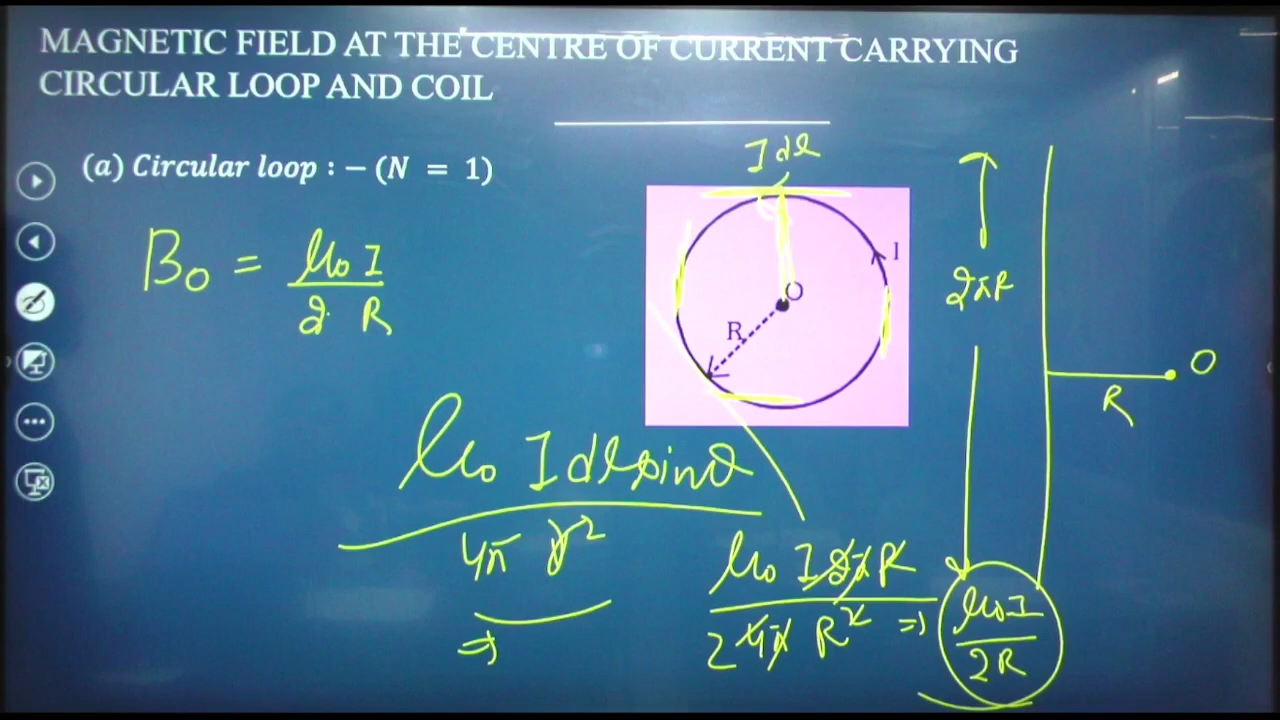 MAGNETIC FIELD AT THE CENTRE OF CURRENT CARRYING
CIRCULAR LOOP AND COIL
(a) Circular loop :− (N = 1)
B₀ = μ₀ I / 2 R
I dl
I
O
R
2πR
O
R
μ₀ I dl sinθ / 4π r²
⇒
μ₀ I 2π R / 2 4π R² ⇒ μ₀ I / 2R